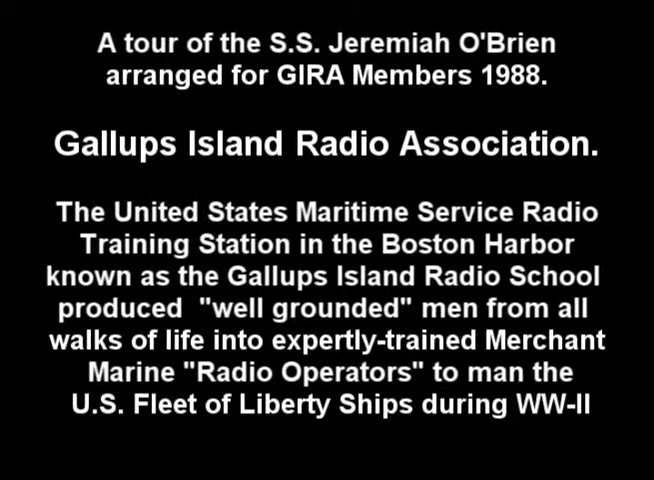 A tour of the S.S. Jeremiah O'Brien
arranged for GIRA Members 1988.
Gallups Island Radio Association.
The United States Maritime Service Radio
Training Station in the Boston Harbor
known as the Gallups Island Radio School
produced "well grounded" men from all
walks of life into expertly-trained Merchant
Marine "Radio Operators" to man the
U.S. Fleet of Liberty Ships during WW-II